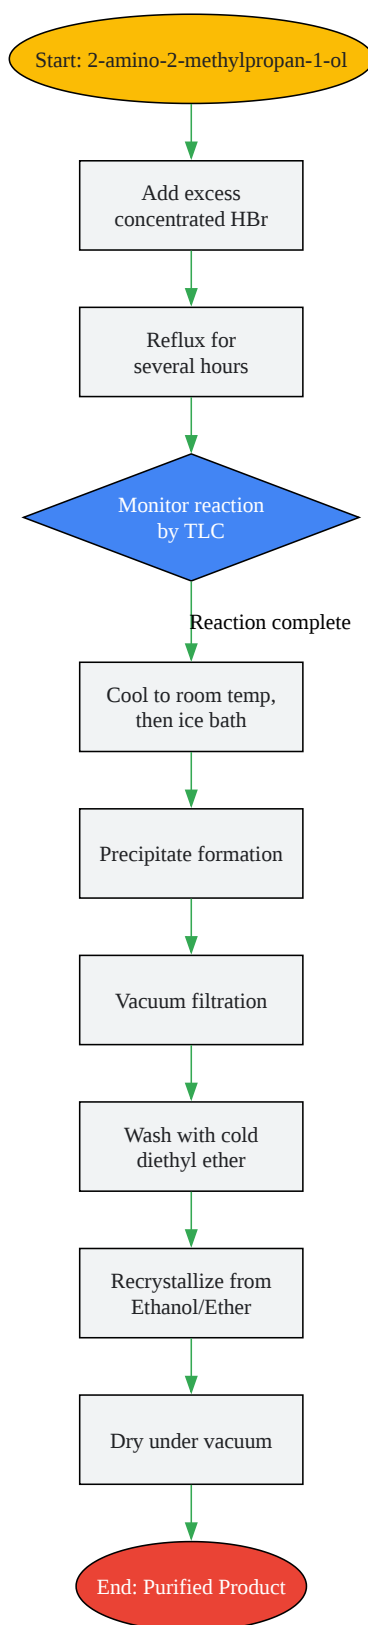 Start: 2-amino-2-methylpropan-1-ol
Add excess
concentrated HBr
Reflux for
several hours
Monitor reaction
by TLC
Reaction complete
Cool to room temp,
then ice bath
Precipitate formation
Vacuum filtration
Wash with cold
diethyl ether
Recrystallize from
Ethanol/Ether
Dry under vacuum
End: Purified Product